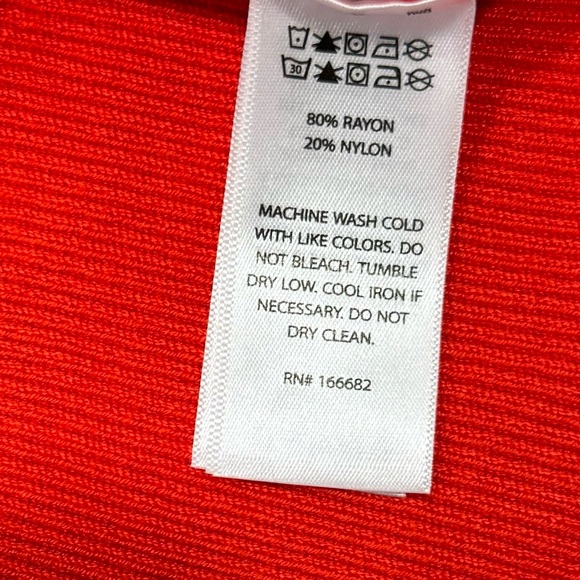 30
80% RAYON
20% NYLON
MACHINE WASH COLD
WITH LIKE COLORS. DO
NOT BLEACH. TUMBLE
DRY LOW. COOL IRON IF
NECESSARY. DO NOT
DRY CLEAN.
RN# 166682